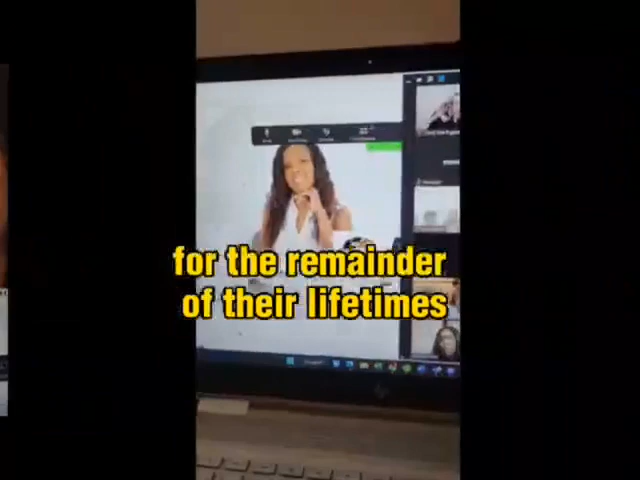 for the remainder
of their lifetimes